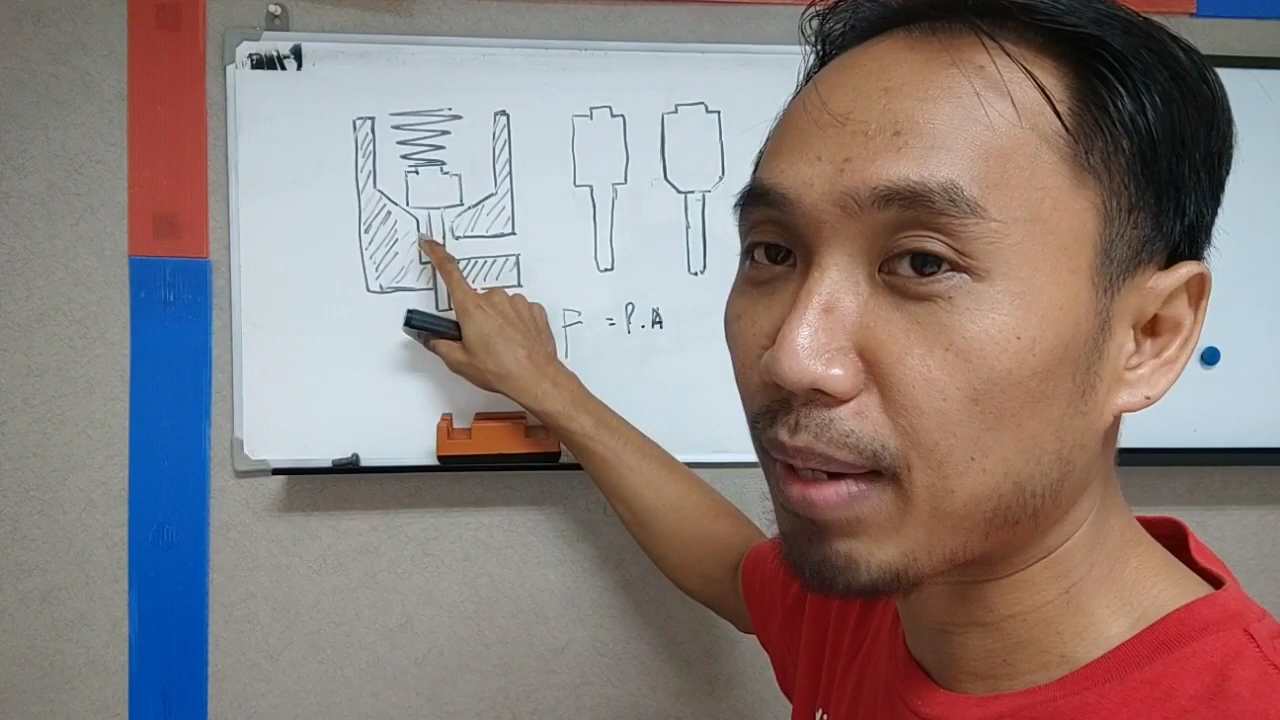 F = P.A